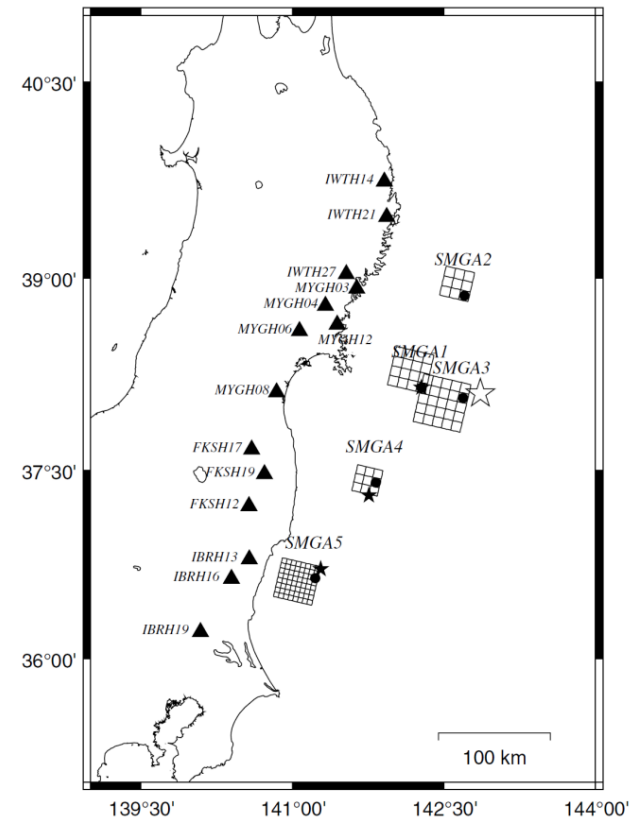 40°30'
IWTH14
IWTH21
SMGA2
39°00'
IWTH27
MYGH03
MYGH04
MYGH06
MYGH12
SMGA1
SMGA3
MYGH08
SMGA4
FKSH17
37°30'
FKSH19
FKSH12
SMGA5
IBRH13
IBRH16
IBRH19
36°00'
100 km
139°30' 141°00' 142°30' 144°00'